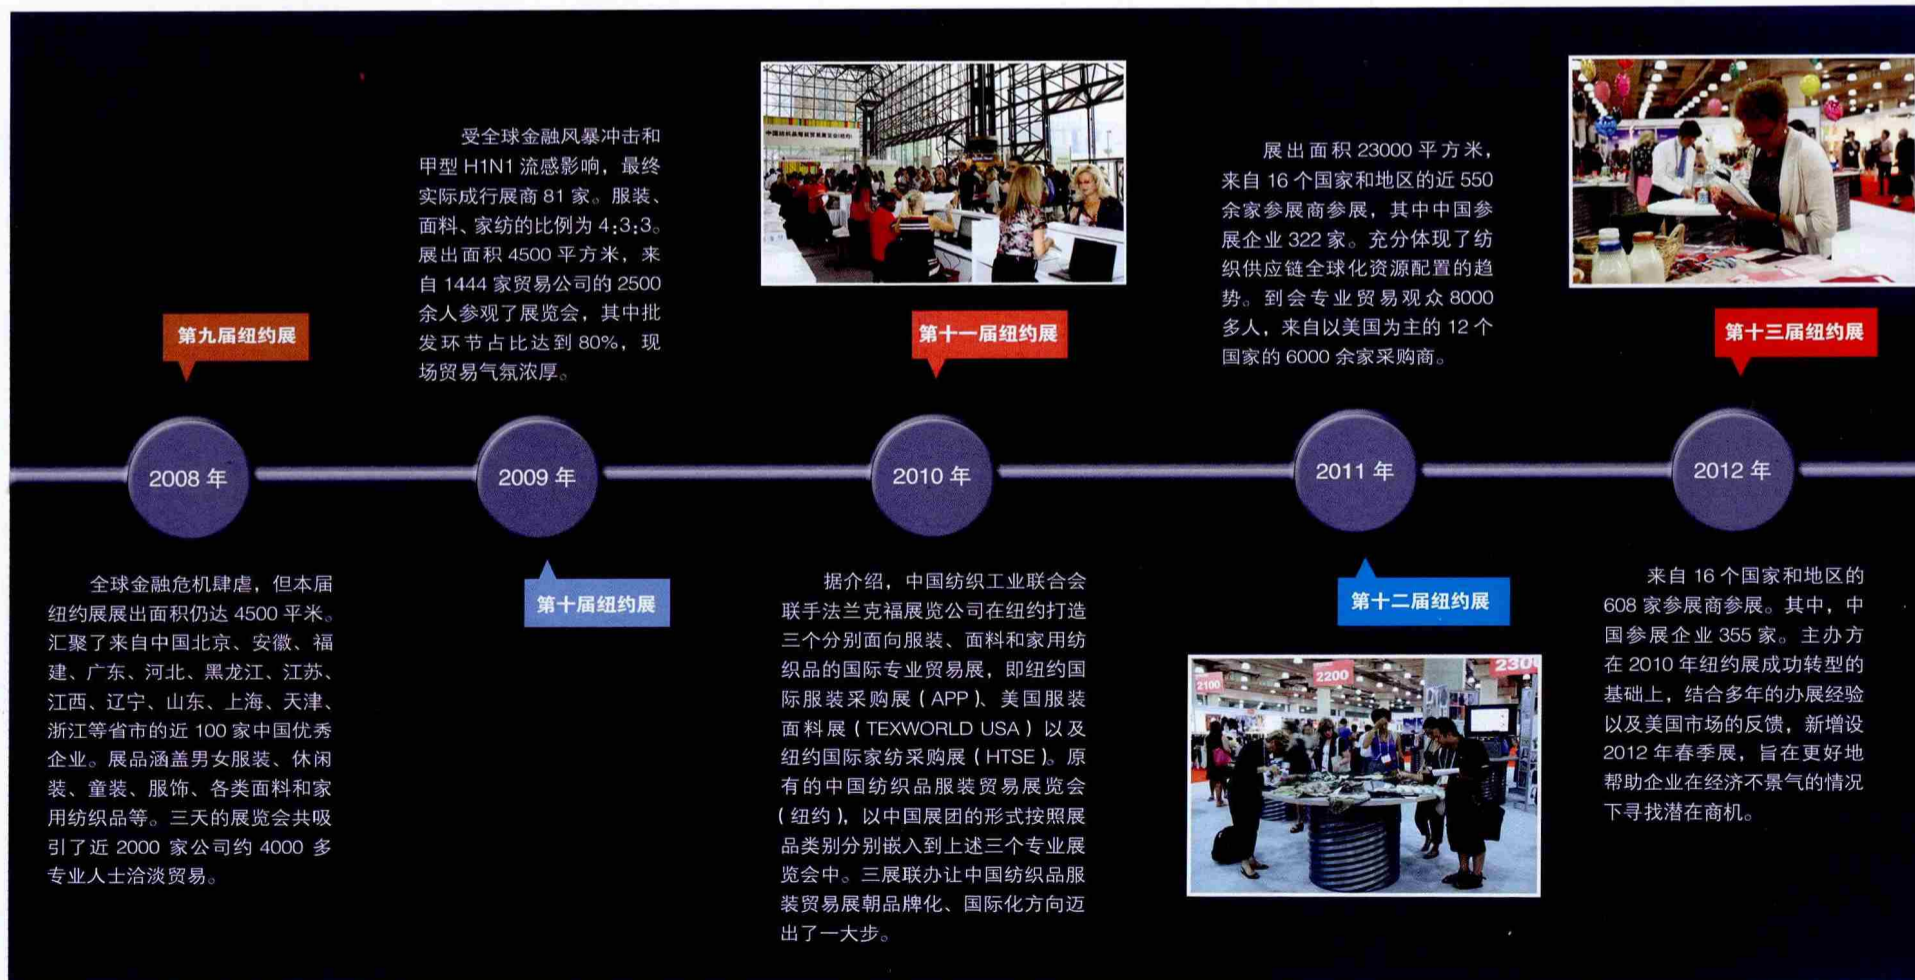 第九届纽约展
2008 年
全球金融危机肆虐，但本届
纽约展展出面积仍达 4500 平米。
汇聚了来自中国北京、安徽、福
建、广东、河北、黑龙江、江苏、
江西、辽宁、山东、上海、天津、
浙江等省市的近 100 家中国优秀
企业。展品涵盖男女服装、休闲
装、童装、服饰、各类面料和家
用纺织品等。三天的展览会共吸
引了近 2000 家公司约 4000 多
专业人士洽淡贸易。
受全球金融风暴冲击和
甲型 H1N1 流感影响，最终
实际成行展商 81 家。服装、
面料、家纺的比例为 4:3:3。
展出面积 4500 平方米，来
自 1444 家贸易公司的 2500
余人参观了展览会，其中批
发环节占比达到 80%，现
场贸易气氛浓厚。
2009 年
第十届纽约展
中国纺织品服装贸易展览会(纽约)
第十一届纽约展
2010 年
据介绍，中国纺织工业联合会
联手法兰克福展览公司在纽约打造
三个分别面向服装、面料和家用纺
织品的国际专业贸易展，即纽约国
际服装采购展（APP）、美国服装
面料展（TEXWORLD USA）以及
纽约国际家纺采购展（HTSE）。原
有的中国纺织品服装贸易展览会
（纽约），以中国展团的形式按照展
品类别分别嵌入到上述三个专业展
览会中。三展联办让中国纺织品服
装贸易展朝品牌化、国际化方向迈
出了一大步。
展出面积 23000 平方米，
来自 16 个国家和地区的近 550
余家参展商参展，其中中国参
展企业 322 家。充分体现了纺
织供应链全球化资源配置的趋
势。到会专业贸易观众 8000
多人，来自以美国为主的 12 个
国家的 6000 余家采购商。
2011 年
第十二届纽约展
2100
2200
2300
第十三届纽约展
2012 年
来自 16 个国家和地区的
608 家参展商参展。其中，中
国参展企业 355 家。主办方
在 2010 年纽约展成功转型的
基础上，结合多年的办展经验
以及美国市场的反馈，新增设
2012 年春季展，旨在更好地
帮助企业在经济不景气的情况
下寻找潜在商机。